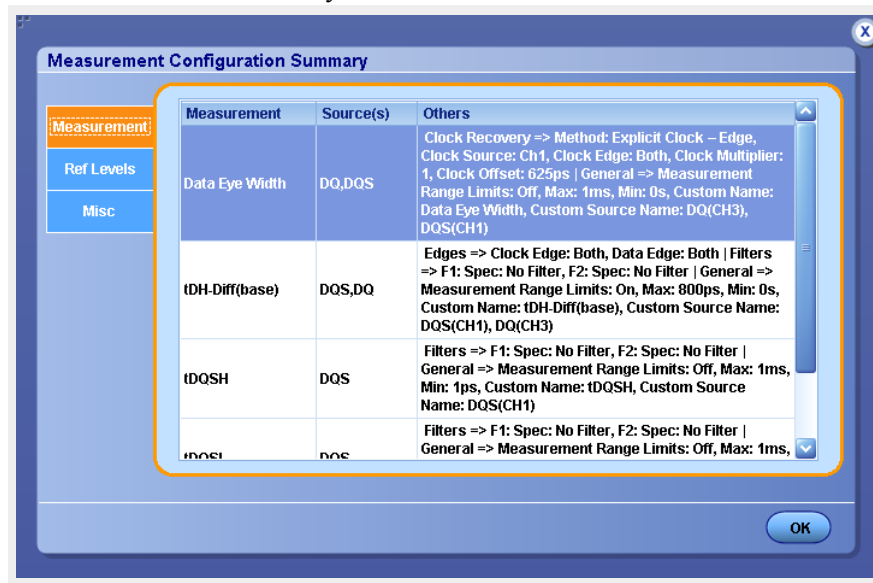 X
Measurement Configuration Summary
Measurement
Ref Levels
Misc
Measurement Source(s) Others
Data Eye Width
DQ,DQS
Clock Recovery => Method: Explicit Clock – Edge,
Clock Source: Ch1, Clock Edge: Both, Clock Multiplier:
1, Clock Offset: 625ps | General => Measurement
Range Limits: Off, Max: 1ms, Min: 0s, Custom Name:
Data Eye Width, Custom Source Name: DQ(CH3),
DQS(CH1)
tDH-Diff(base)
DQS,DQ
Edges => Clock Edge: Both, Data Edge: Both | Filters
=> F1: Spec: No Filter, F2: Spec: No Filter | General =>
Measurement Range Limits: On, Max: 800ps, Min: 0s,
Custom Name: tDH-Diff(base), Custom Source Name:
DQS(CH1), DQ(CH3)
tDQSH
DQS
Filters => F1: Spec: No Filter, F2: Spec: No Filter |
General => Measurement Range Limits: Off, Max: 1ms,
Min: 1ps, Custom Name: tDQSH, Custom Source
Name: DQS(CH1)
DQS
Filters => F1: Spec: No Filter, F2: Spec: No Filter |
General => Measurement Range Limits: Off, Max: 1ms,
OK